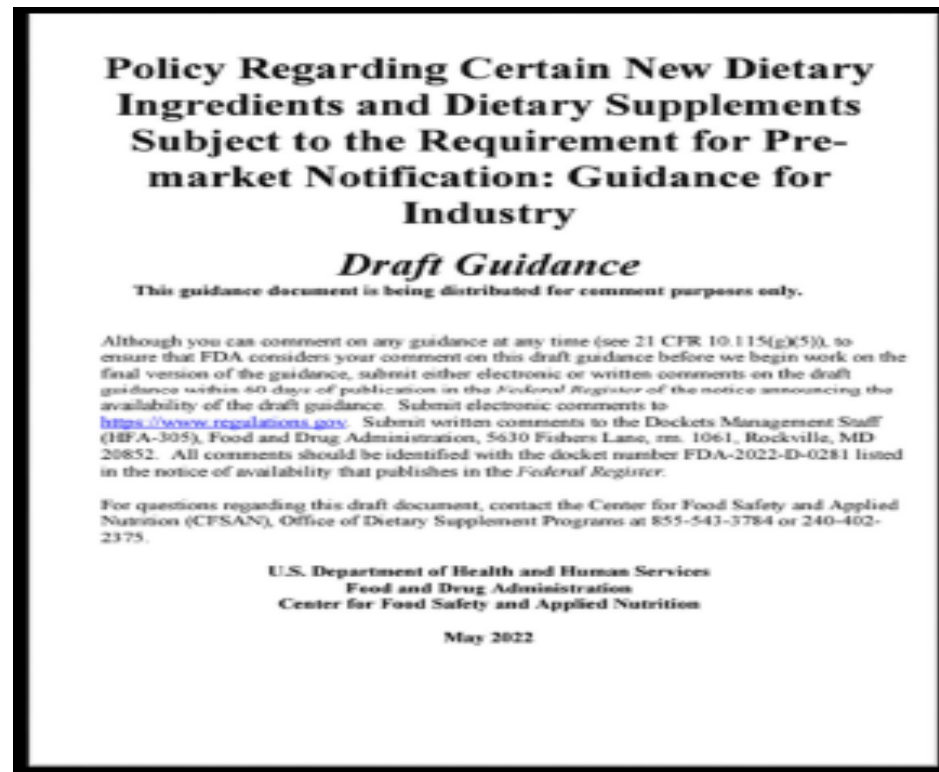 Policy Regarding Certain New Dietary
Ingredients and Dietary Supplements
Subject to the Requirement for Pre-
market Notification: Guidance for
Industry
Draft Guidance
This guidance document is being distributed for comment purposes only.
Although you can comment on any guidance at any time (see 21 CFR 10.115(g)(5)), to
ensure that FDA considers your comment on this draft guidance before we begin work on the
final version of the guidance, submit either electronic or written comments on the draft
guidance within 60 days of publication in the Federal Register of the notice announcing the
availability of the draft guidance. Submit electronic comments to
https://www.regulations.gov. Submit written comments to the Dockets Management Staff
(HFA-305), Food and Drug Administration, 5630 Fishers Lane, rm. 1061, Rockville, MD
20852. All comments should be identified with the docket number FDA-2022-D-0281 listed
in the notice of availability that publishes in the Federal Register.
For questions regarding this draft document, contact the Center for Food Safety and Applied
Nutrition (CFSAN), Office of Dietary Supplement Programs at 855-543-3784 or 240-402-
2375.
U.S. Department of Health and Human Services
Food and Drug Administration
Center for Food Safety and Applied Nutrition
May 2022